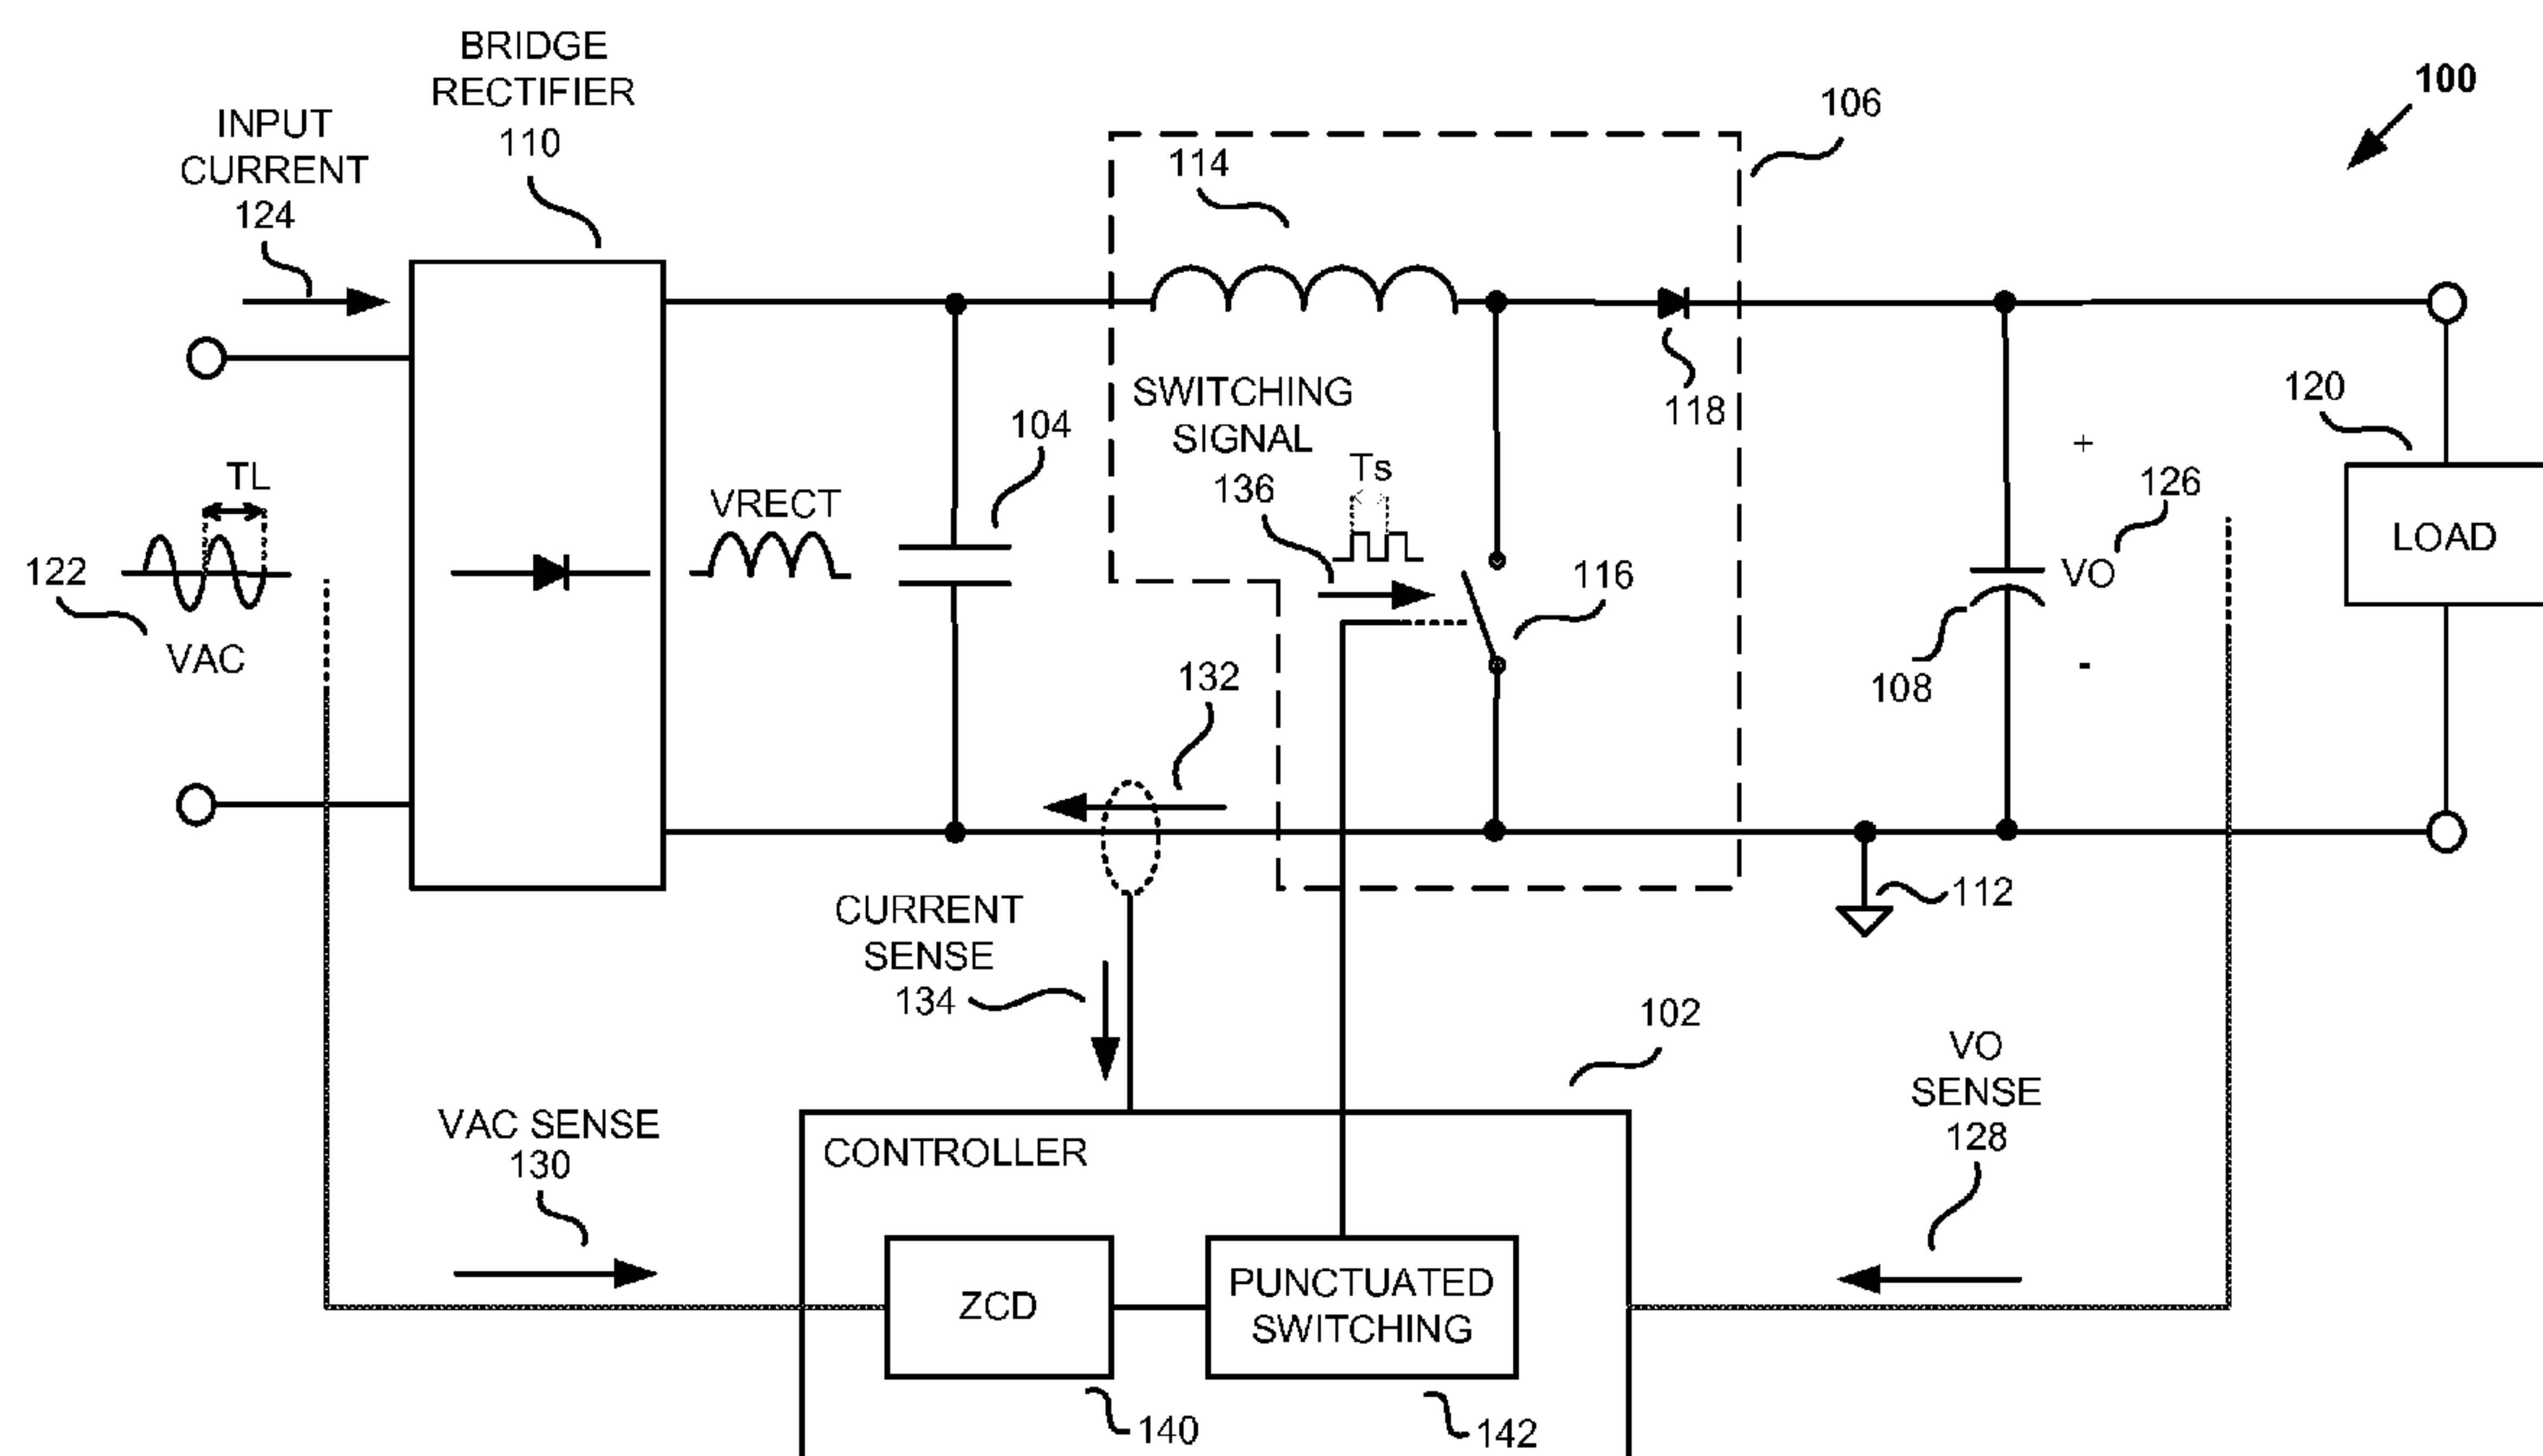 BRIDGE
RECTIFIER
110
INPUT
CURRENT
124
100
106
114
118
SWITCHING
SIGNAL
136
Ts
104
120
LOAD
+
VO
126
-
TL
122
VAC
VRECT
116
108
132
112
CURRENT
SENSE
134
102
VO
SENSE
128
VAC SENSE
130
CONTROLLER
ZCD
PUNCTUATED
SWITCHING
140
142